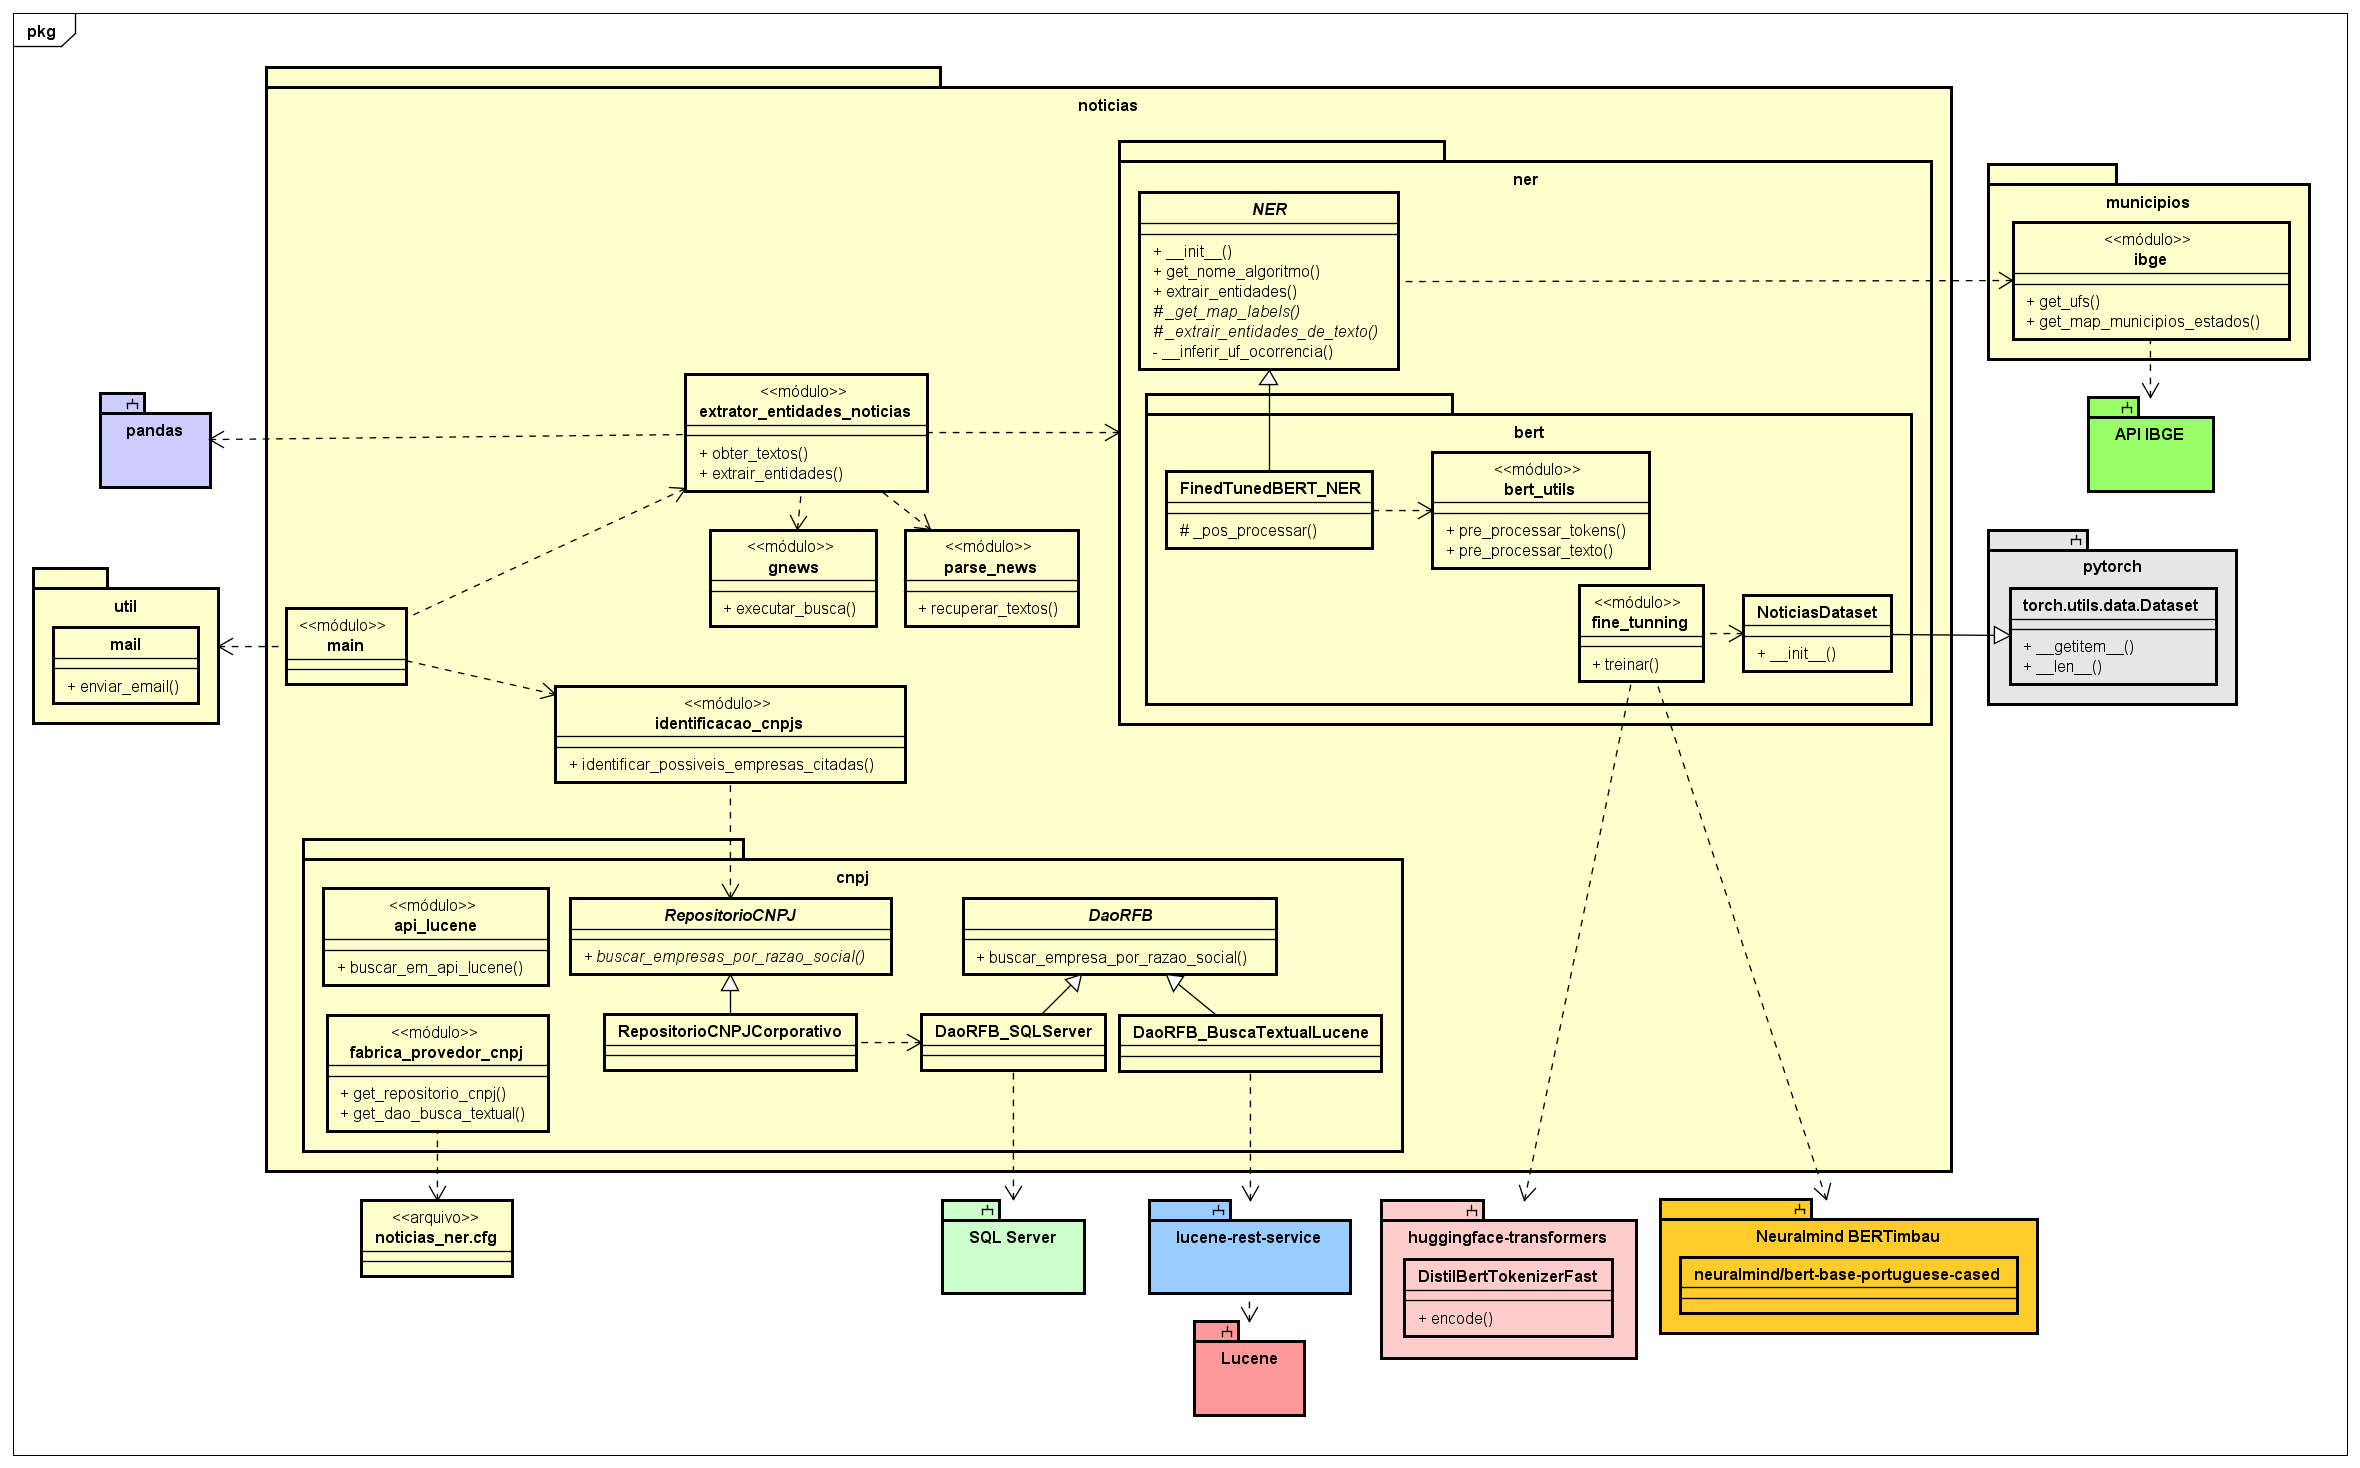 pkg
noticias
ner
NER
+ __init__()
+ get_nome_algoritmo()
+ extrair_entidades()
# _get_map_labels()
# _extrair_entidades_de_texto()
- __inferir_uf_ocorrencia()
municipios
<<módulo>>
ibge
+ get_ufs()
+ get_map_municipios_estados()
API IBGE
pandas
<<módulo>>
extrator_entidades_noticias
+ obter_textos()
+ extrair_entidades()
bert
FinedTunedBERT_NER
# _pos_processar()
<<módulo>>
bert_utils
+ pre_processar_tokens()
+ pre_processar_texto()
<<módulo>>
gnews
+ executar_busca()
<<módulo>>
parse_news
+ recuperar_textos()
<<módulo>>
fine_tunning
+ treinar()
NoticiasDataset
+ __init__()
pytorch
torch.utils.data.Dataset
+ __getitem__()
+ __len__()
util
mail
+ enviar_email()
<<módulo>>
main
<<módulo>>
identificacao_cnpjs
+ identificar_possiveis_empresas_citadas()
cnpj
<<módulo>>
api_lucene
+ buscar_em_api_lucene()
RepositorioCNPJ
+ buscar_empresas_por_razao_social()
DaoRFB
+ buscar_empresa_por_razao_social()
<<módulo>>
fabrica_provedor_cnpj
+ get_repositorio_cnpj()
+ get_dao_busca_textual()
RepositorioCNPJCorporativo
DaoRFB_SQLServer
DaoRFB_BuscaTextualLucene
<<arquivo>>
noticias_ner.cfg
SQL Server
lucene-rest-service
Lucene
huggingface-transformers
DistilBertTokenizerFast
+ encode()
Neuralmind BERTimbau
neuralmind/bert-base-portuguese-cased